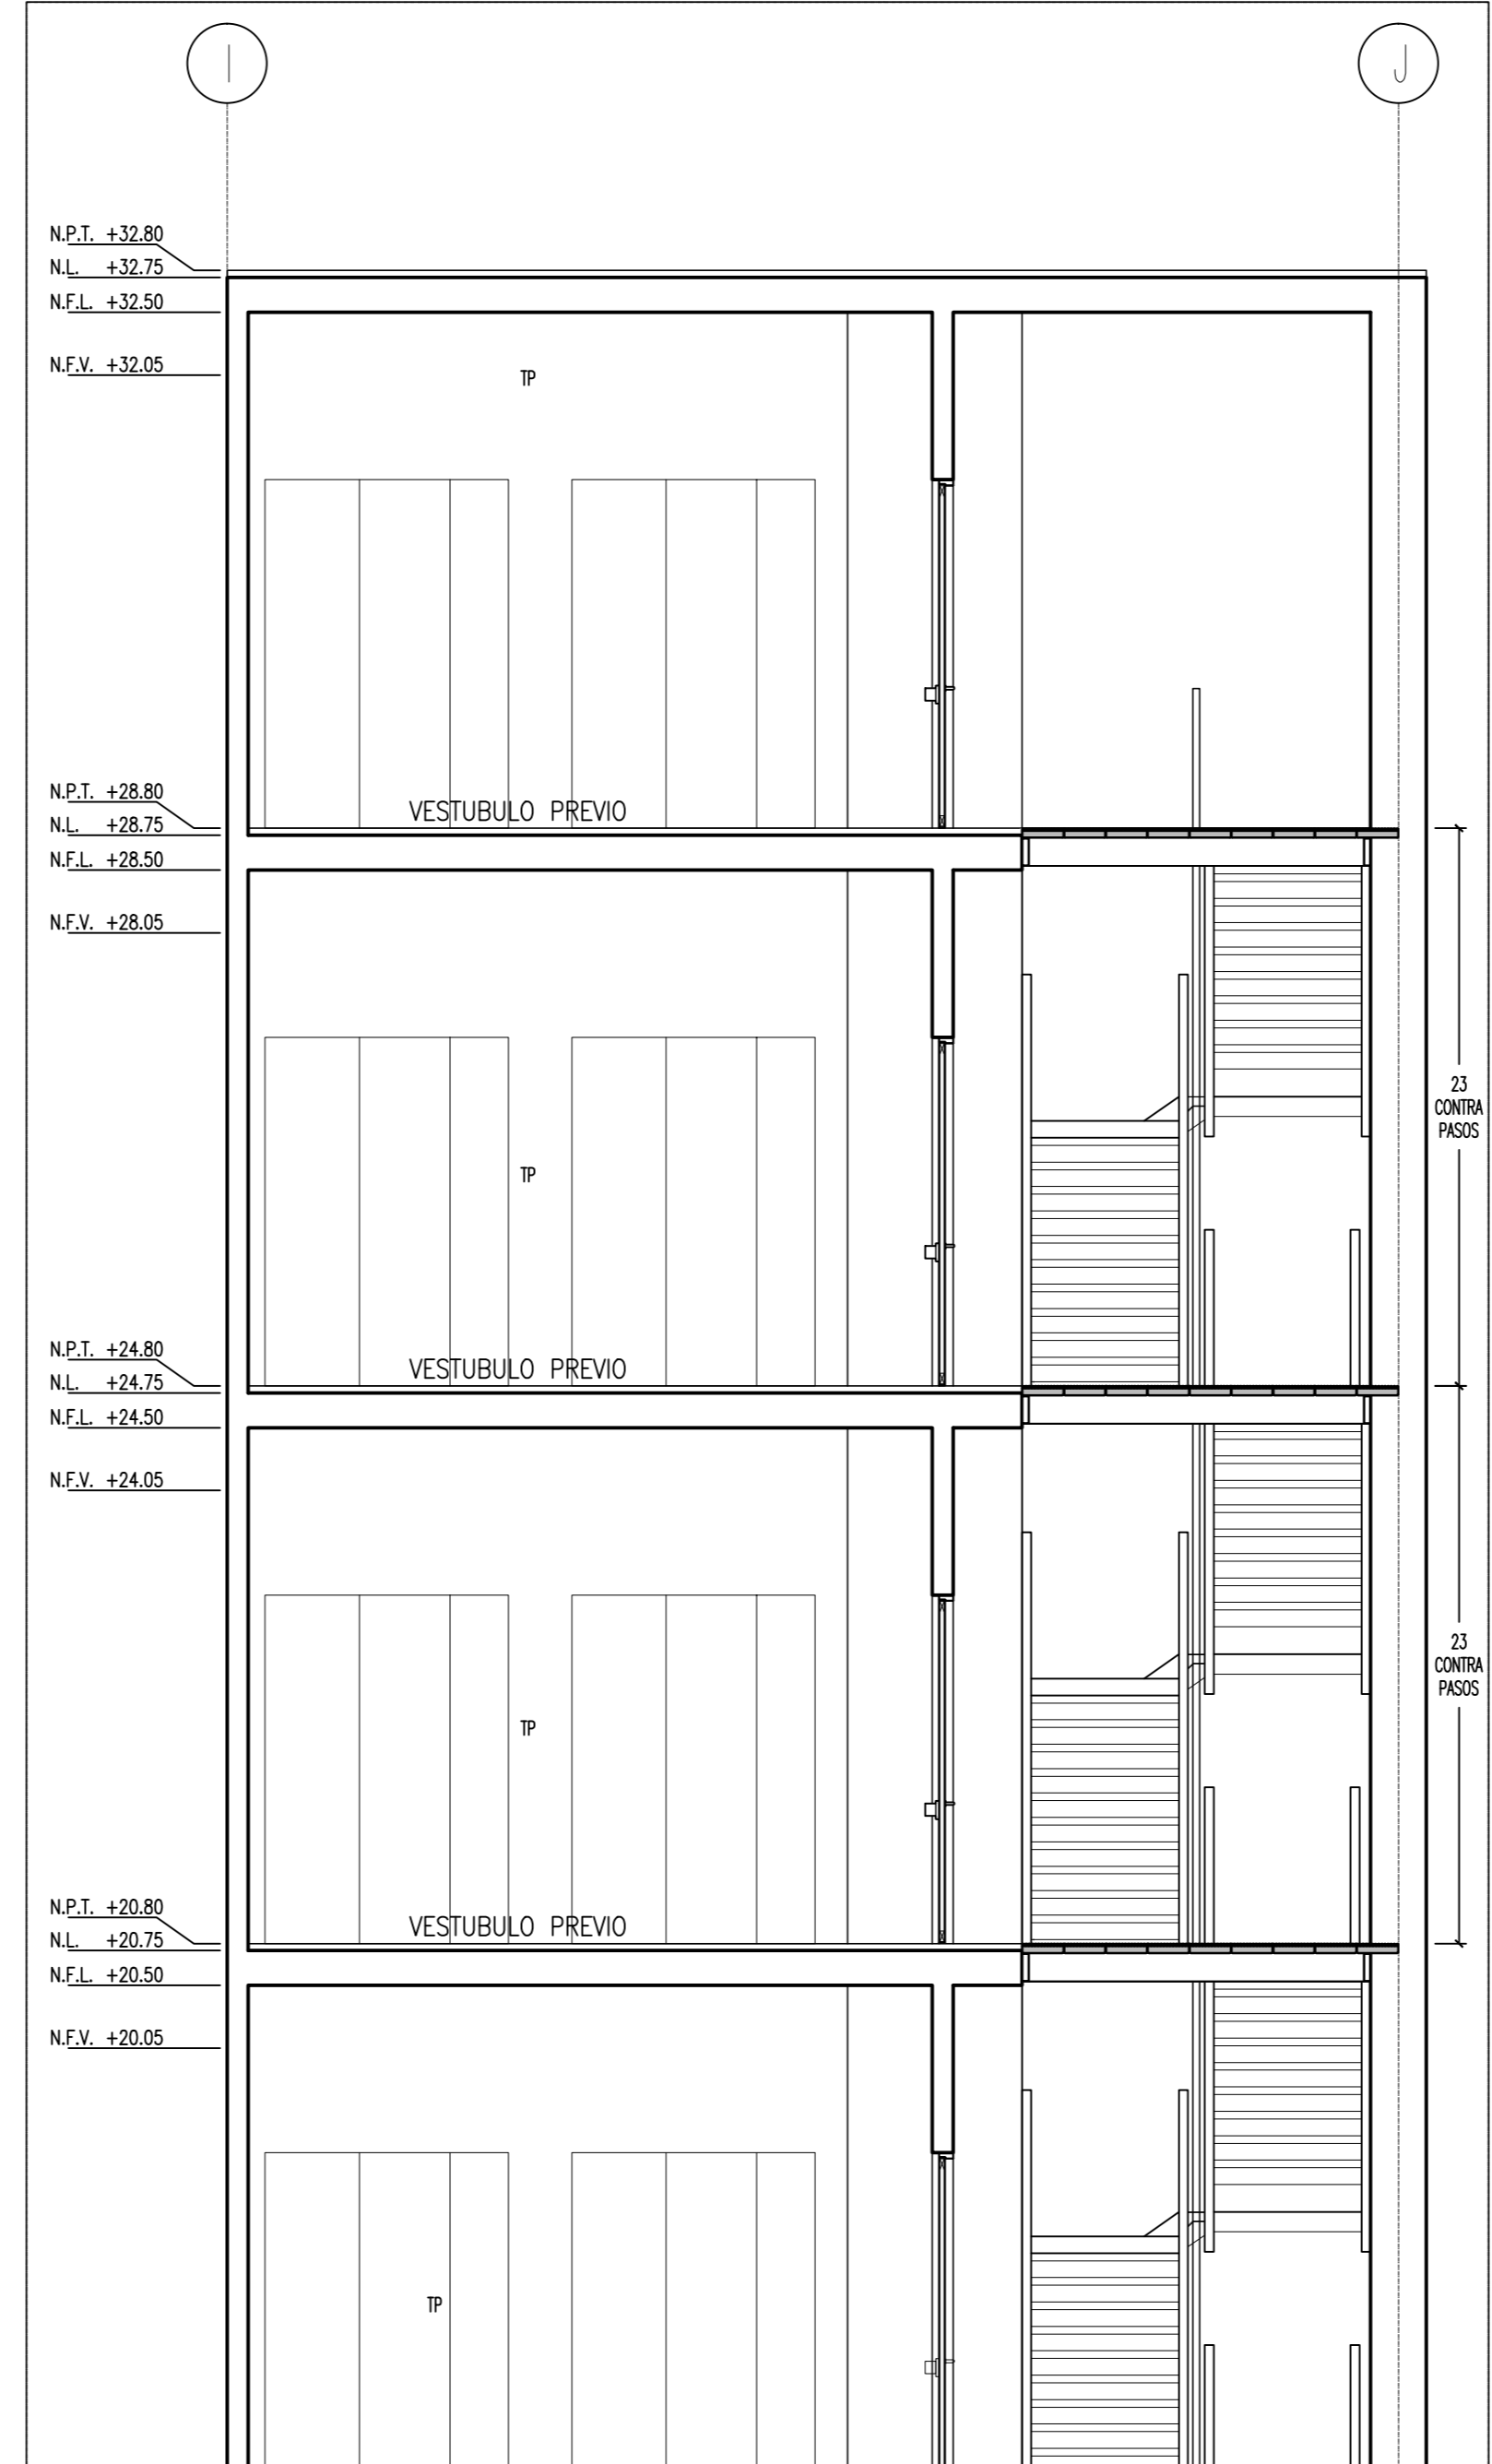 I
J
N.P.T. +32.80
N.L. +32.75
N.F.L. +32.50
N.F.V. +32.05
TP
N.P.T. +28.80
VESTUBULO PREVIO
N.L. +28.75
N.F.L. +28.50
N.F.V. +28.05
23
CONTRA
PASOS
TP
N.P.T. +24.80
VESTUBULO PREVIO
N.L. +24.75
N.F.L. +24.50
N.F.V. +24.05
23
CONTRA
PASOS
TP
N.P.T. +20.80
VESTUBULO PREVIO
N.L. +20.75
N.F.L. +20.50
N.F.V. +20.05
TP